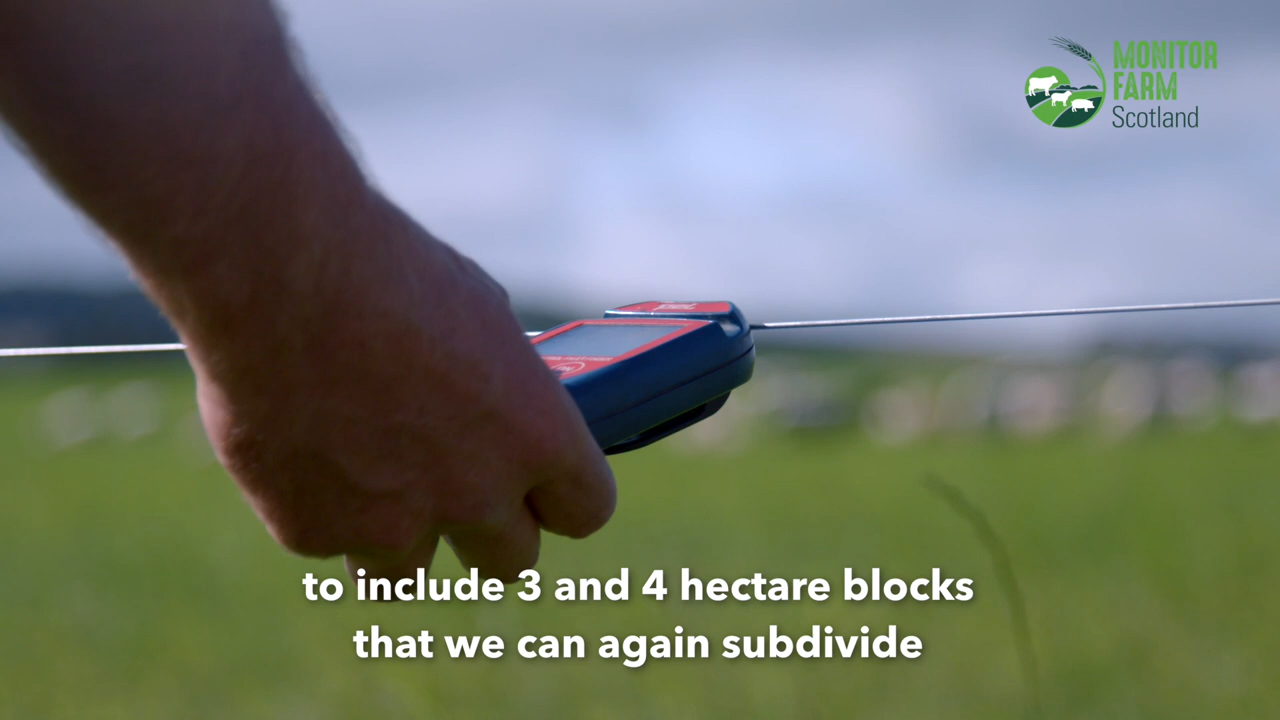 MONITOR
FARM
Scotland
to include 3 and 4 hectare blocks
that we can again subdivide